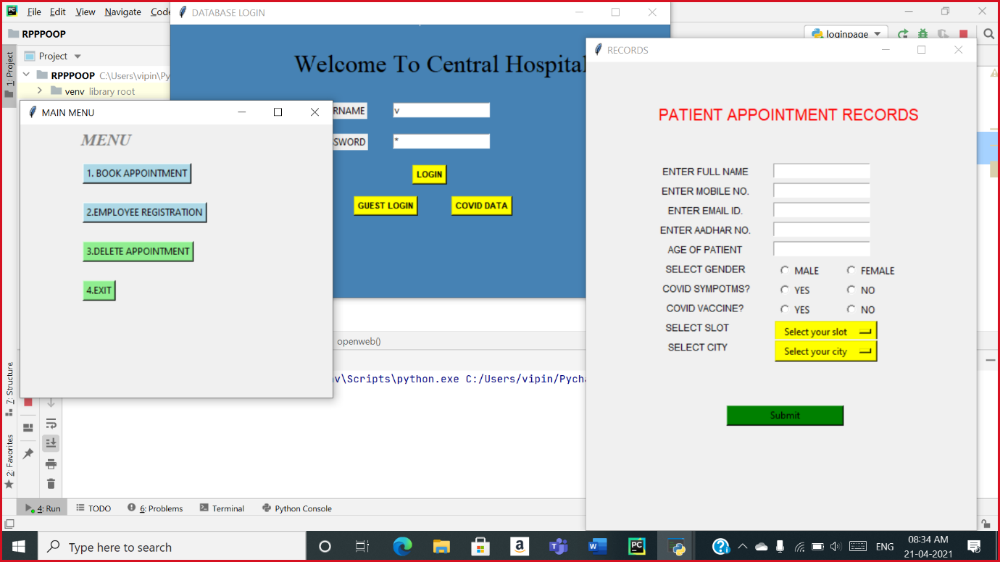 File Edit View Navigate Code
DATABASE LOGIN
RPPPOOP
loginpage
Project
RPPPOOP C:\Users\vipin\Py
venv library root
1: Project
Welcome To Central Hospital
RNAME v
SWORD *
LOGIN
GUEST LOGIN COVID DATA
MAIN MENU
MENU
1. BOOK APPOINTMENT
2.EMPLOYEE REGISTRATION
3.DELETE APPOINTMENT
4.EXIT
RECORDS
PATIENT APPOINTMENT RECORDS
ENTER FULL NAME
ENTER MOBILE NO.
ENTER EMAIL ID.
ENTER AADHAR NO.
AGE OF PATIENT
SELECT GENDER MALE FEMALE
COVID SYMPOTMS? YES NO
COVID VACCINE? YES NO
SELECT SLOT Select your slot
SELECT CITY Select your city
Submit
openweb()
v\Scripts\python.exe C:/Users/vipin/Pycha
7: Structure
2: Favorites
4: Run TODO 6: Problems Terminal Python Console
Type here to search
ENG
08:34 AM
21-04-2021